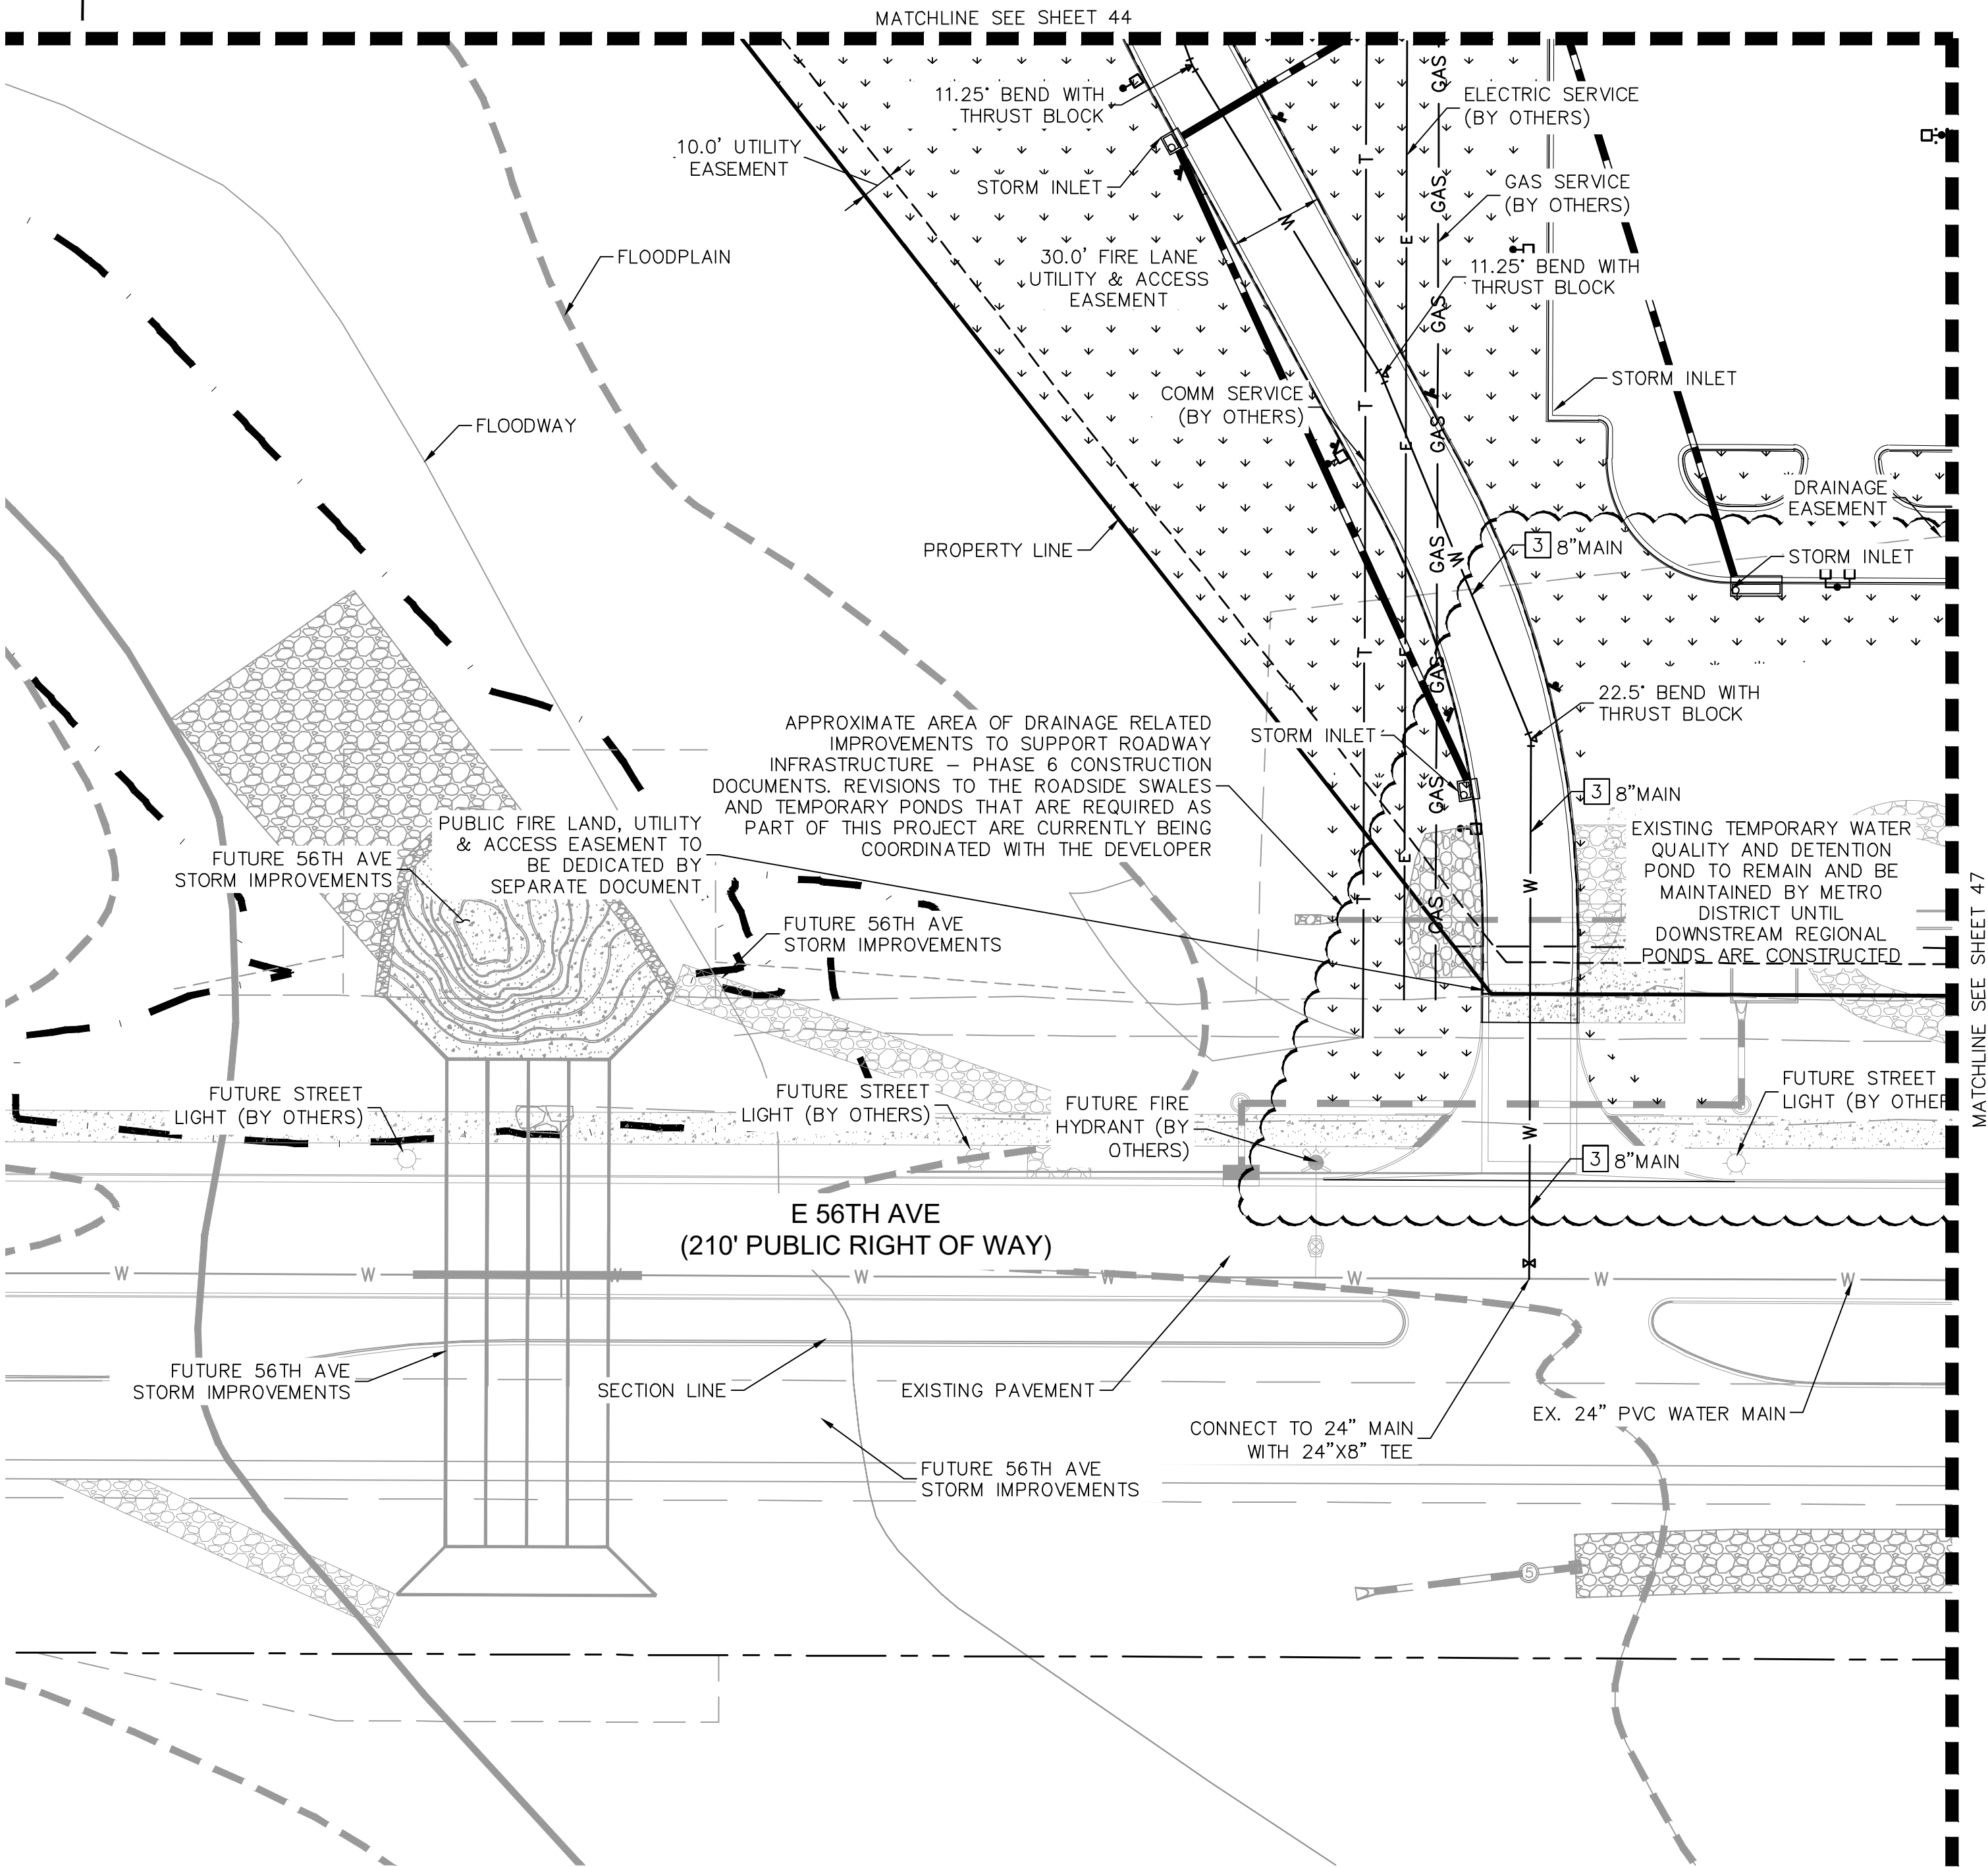 MATCHLINE SEE SHEET 44
11.25° BEND WITH
THRUST BLOCK
ELECTRIC SERVICE
(BY OTHERS)
10.0' UTILITY
EASEMENT
STORM INLET
GAS SERVICE
(BY OTHERS)
FLOODPLAIN
30.0' FIRE LANE
UTILITY & ACCESS
EASEMENT
11.25° BEND WITH
THRUST BLOCK
STORM INLET
COMM SERVICE
(BY OTHERS)
FLOODWAY
DRAINAGE
EASEMENT
PROPERTY LINE
3 8"MAIN
STORM INLET
22.5° BEND WITH
THRUST BLOCK
APPROXIMATE AREA OF DRAINAGE RELATED
IMPROVEMENTS TO SUPPORT ROADWAY
INFRASTRUCTURE – PHASE 6 CONSTRUCTION
DOCUMENTS. REVISIONS TO THE ROADSIDE SWALES
AND TEMPORARY PONDS THAT ARE REQUIRED AS
PART OF THIS PROJECT ARE CURRENTLY BEING
COORDINATED WITH THE DEVELOPER
STORM INLET
3 8"MAIN
PUBLIC FIRE LAND, UTILITY
& ACCESS EASEMENT TO
BE DEDICATED BY
SEPARATE DOCUMENT
FUTURE 56TH AVE
STORM IMPROVEMENTS
EXISTING TEMPORARY WATER
QUALITY AND DETENTION
POND TO REMAIN AND BE
MAINTAINED BY METRO
DISTRICT UNTIL
DOWNSTREAM REGIONAL
PONDS ARE CONSTRUCTED
FUTURE 56TH AVE
STORM IMPROVEMENTS
MATCHLINE SEE SHEET 47
FUTURE STREET
LIGHT (BY OTHERS)
FUTURE STREET
LIGHT (BY OTHERS)
FUTURE FIRE
HYDRANT (BY
OTHERS)
FUTURE STREET
LIGHT (BY OTHER
3 8"MAIN
E 56TH AVE
(210' PUBLIC RIGHT OF WAY)
W W W W W W W W
FUTURE 56TH AVE
STORM IMPROVEMENTS
SECTION LINE
EXISTING PAVEMENT
CONNECT TO 24" MAIN
WITH 24"X8" TEE
EX. 24" PVC WATER MAIN
FUTURE 56TH AVE
STORM IMPROVEMENTS
5
T T T T T
E E E E
GAS GAS GAS GAS GAS GAS GAS GAS GAS
W W W W